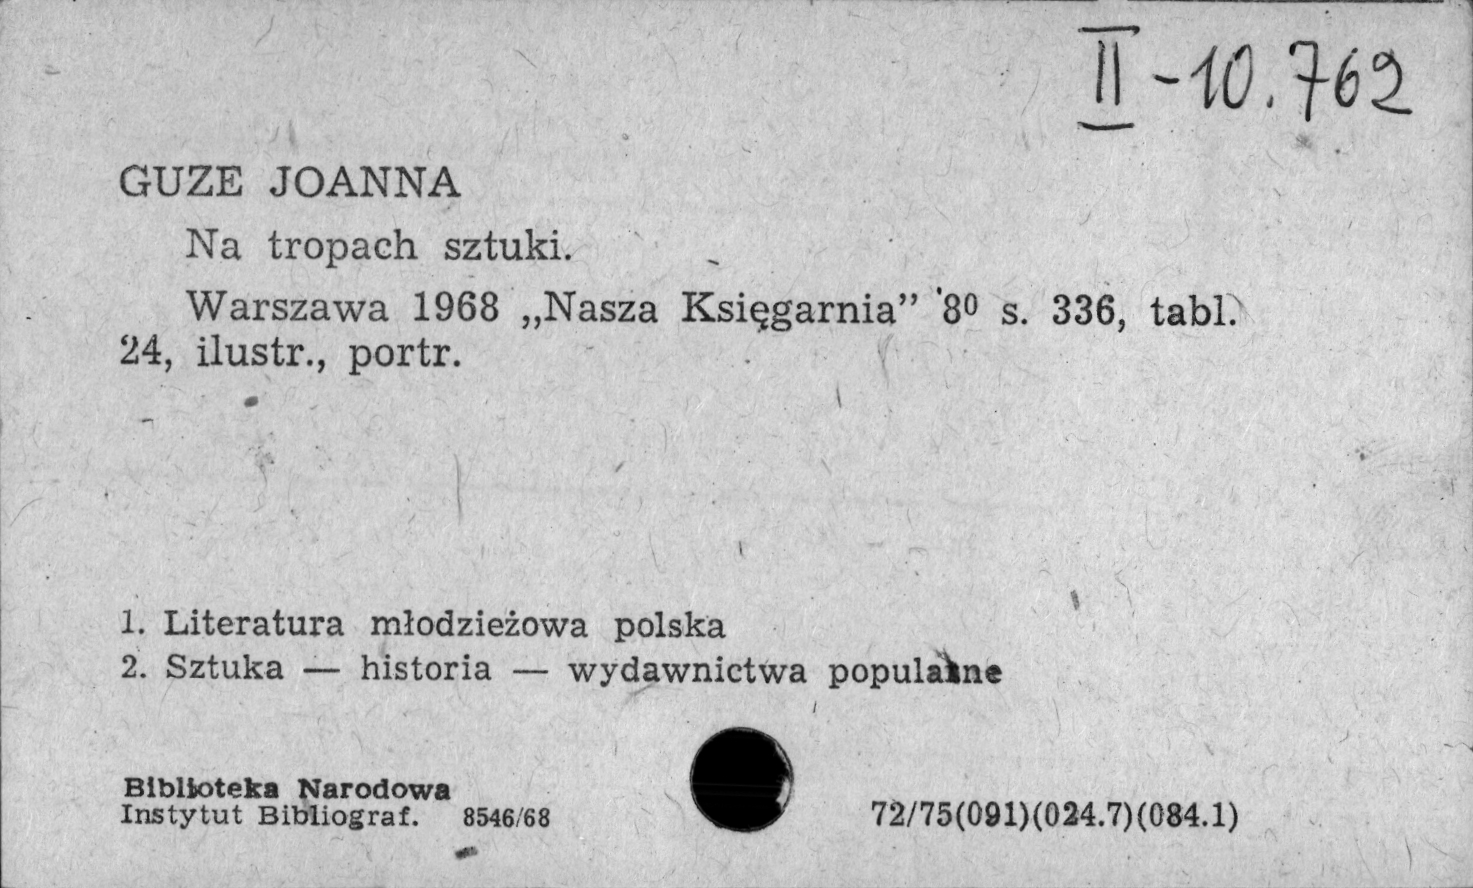 II-10.762
GUZE JOANNA
Na tropach sztuki.
Warszawa 1968 „Nasza Księgarnia” 8⁰ s. 336, tabl.
24, ilustr., portr.
1. Literatura młodzieżowa polska
2. Sztuka — historia — wydawnictwa popularne
Biblioteka Narodowa
Instytut Bibliograf. 8546/68
72/75(091)(024.7)(084.1)